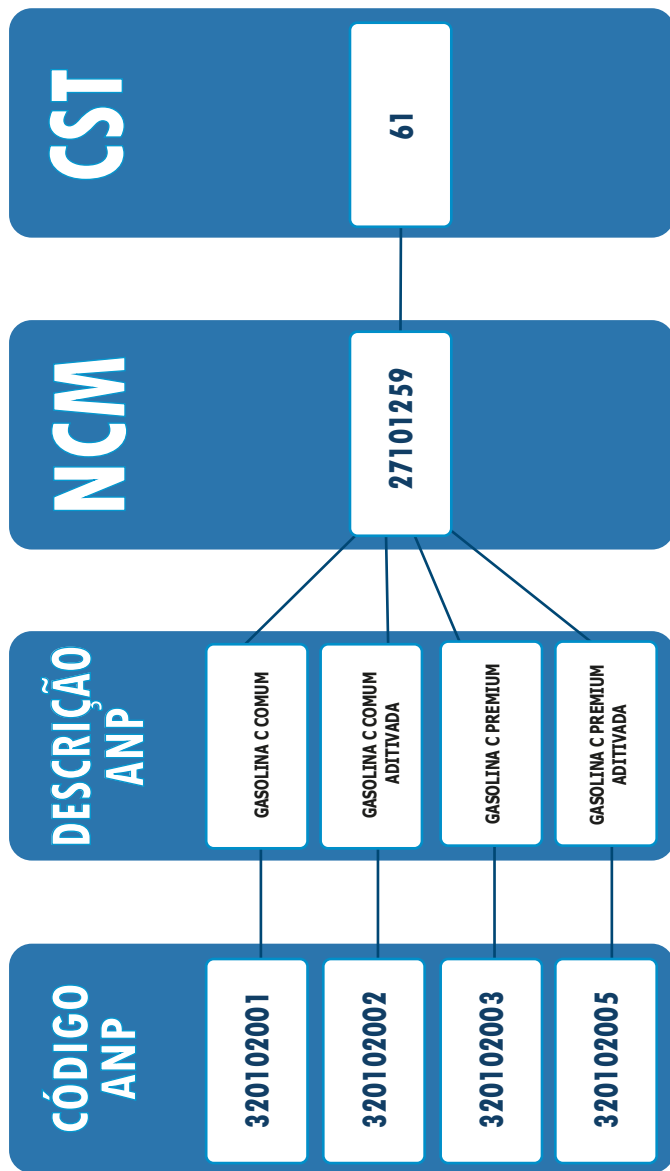 CÓDIGO
ANP
320102001
320102002
320102003
320102005
DESCRIÇÃO
ANP
GASOLINA C COMUM
GASOLINA C COMUM
ADITIVADA
GASOLINA C PREMIUM
GASOLINA C PREMIUM
ADITIVADA
NCM
27101259
CST
61